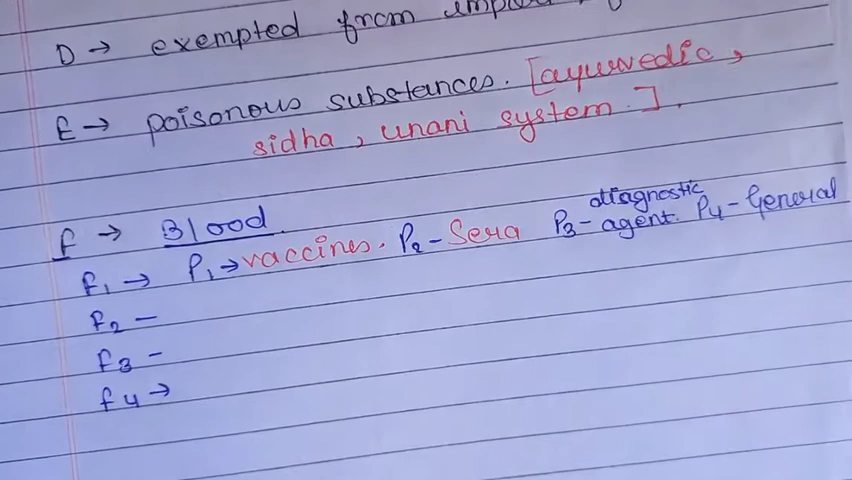 D → exempted from
E → poisonous substances. [ayurvedic,
sidha, unani system.].
F → Blood
F₁ → P₁→ vaccines. P₂ - Sera P₃ - diagnostic agent. P₄ - General
F₂ -
F₃ -
F₄ →